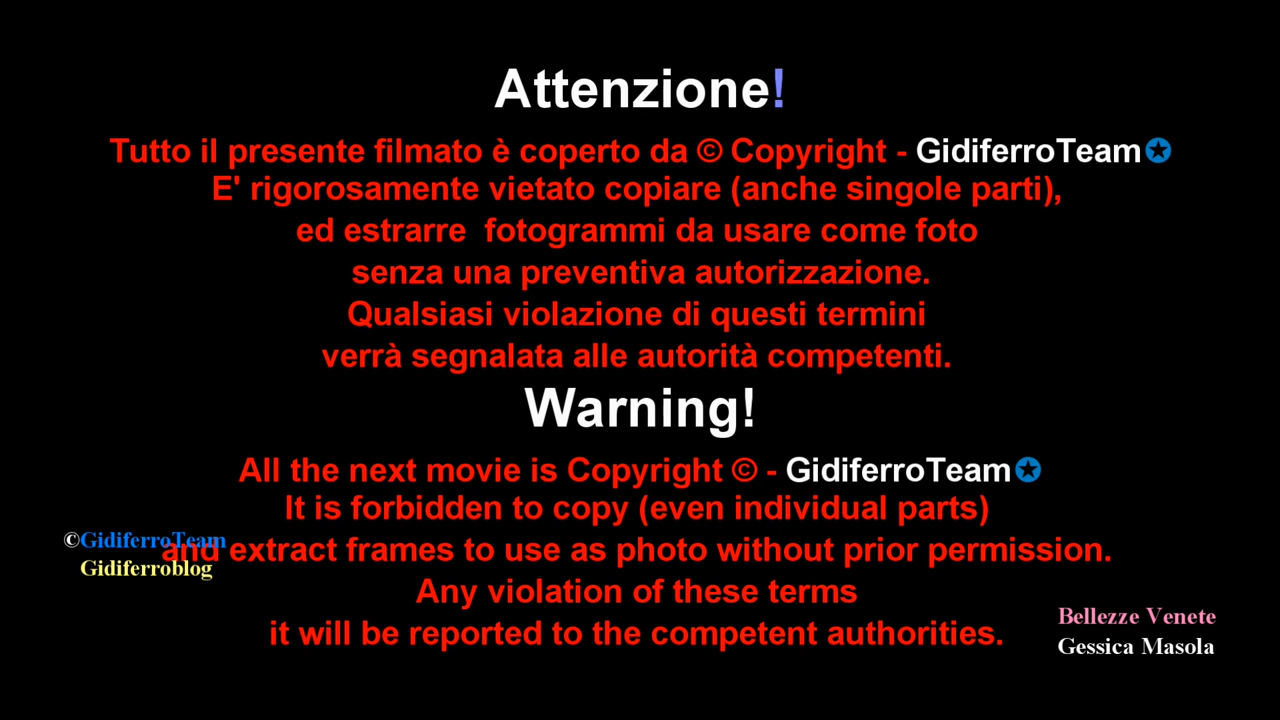 Attenzione!
Tutto il presente filmato è coperto da © Copyright - GidiferroTeam✪
E' rigorosamente vietato copiare (anche singole parti),
ed estrarre fotogrammi da usare come foto
senza una preventiva autorizzazione.
Qualsiasi violazione di questi termini
verrà segnalata alle autorità competenti.
Warning!
All the next movie is Copyright © - GidiferroTeam✪
It is forbidden to copy (even individual parts)
and extract frames to use as photo without prior permission.
Any violation of these terms
it will be reported to the competent authorities.
©GidiferroTeam
Gidiferroblog
Bellezze Venete
Gessica Masola